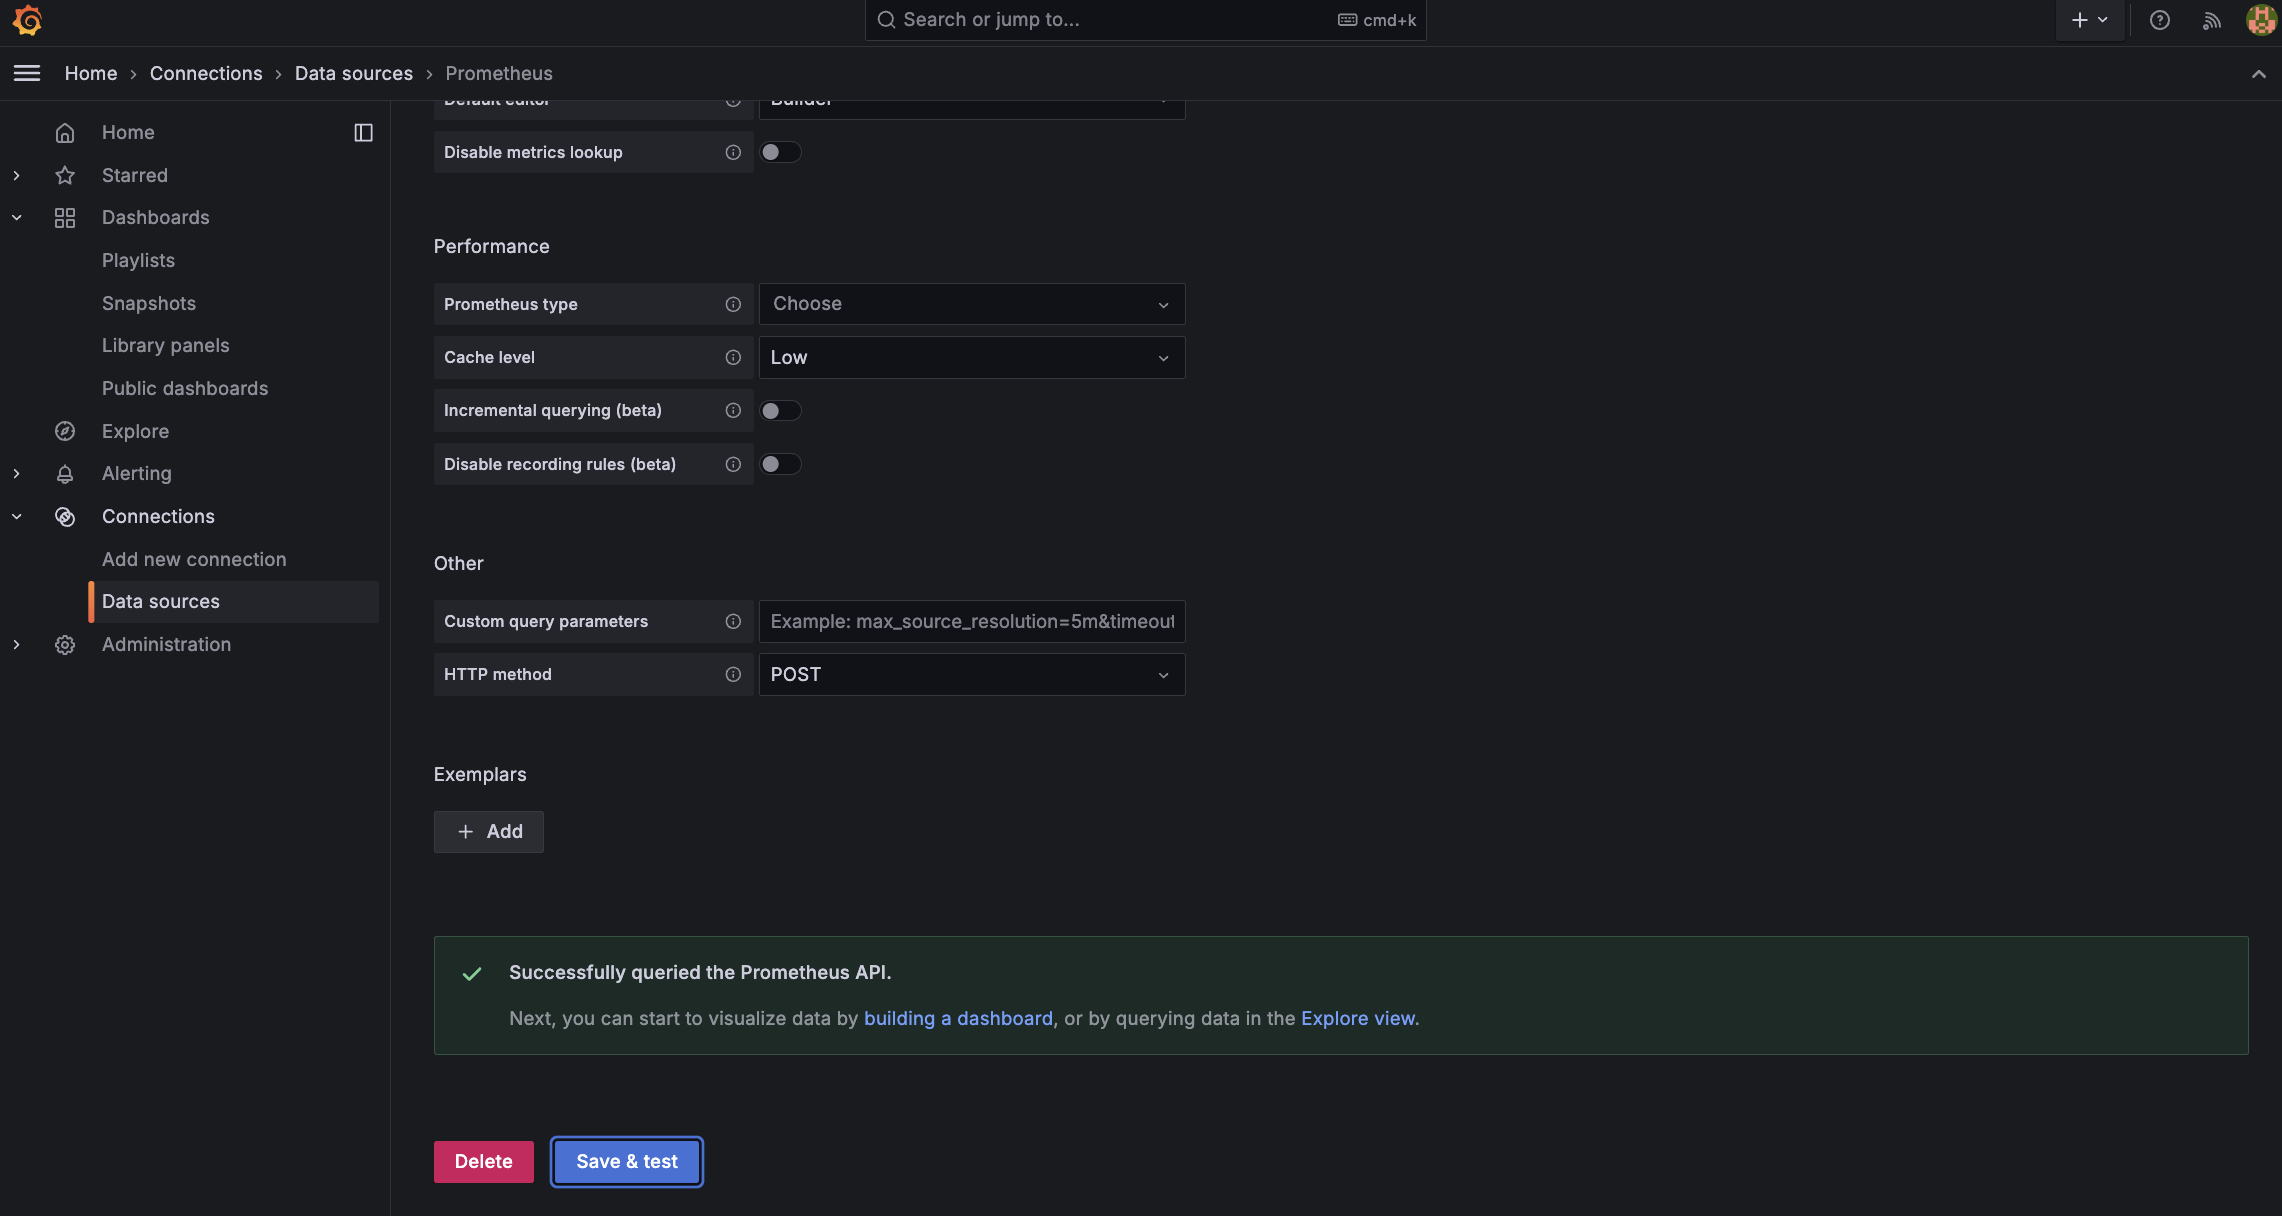 Search or jump to...
cmd+k
Home › Connections › Data sources › Prometheus
Home
Starred
Dashboards
Playlists
Snapshots
Library panels
Public dashboards
Explore
Alerting
Connections
Add new connection
Data sources
Administration
Default editor
Builder
Disable metrics lookup
Performance
Prometheus type
Choose
Cache level
Low
Incremental querying (beta)
Disable recording rules (beta)
Other
Custom query parameters
Example: max_source_resolution=5m&timeout
HTTP method
POST
Exemplars
+ Add
Successfully queried the Prometheus API.
Next, you can start to visualize data by building a dashboard, or by querying data in the Explore view.
Delete
Save & test